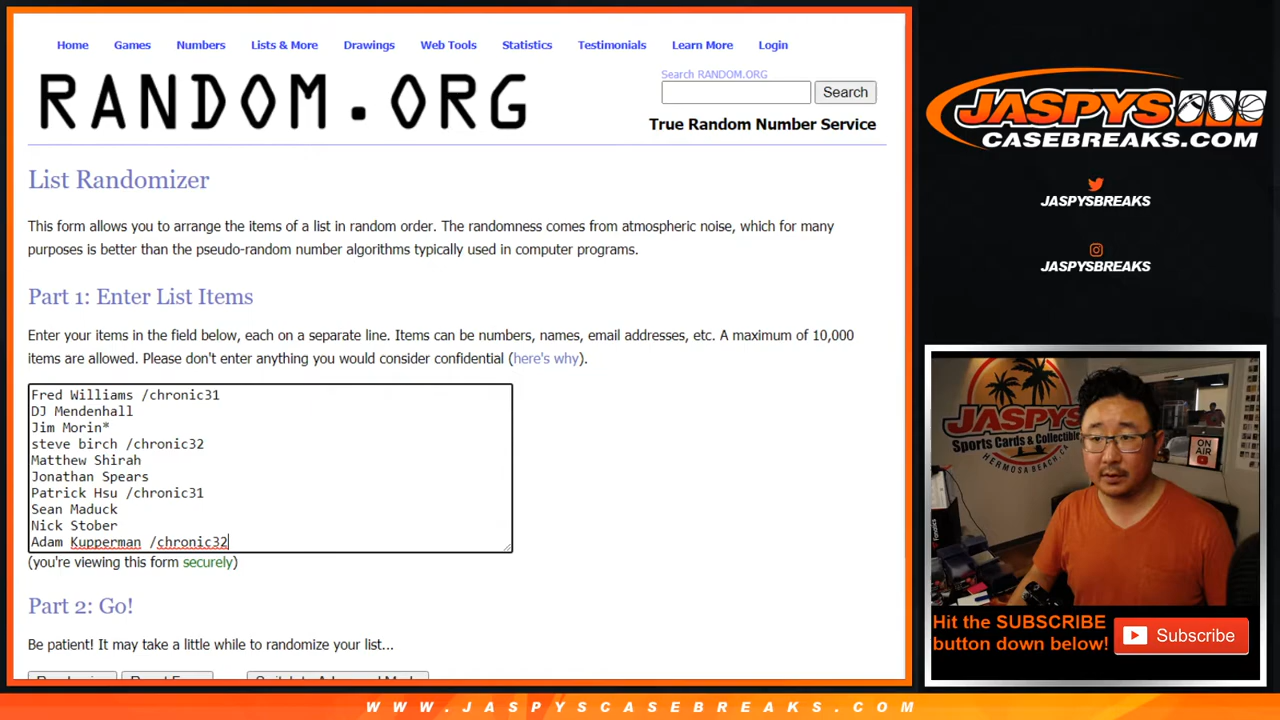 Home Games Numbers Lists & More Drawings Web Tools Statistics Testimonials Learn More Login
RANDOM.ORG
Search RANDOM.ORG
Search
True Random Number Service
List Randomizer
This form allows you to arrange the items of a list in random order. The randomness comes from atmospheric noise, which for many
purposes is better than the pseudo-random number algorithms typically used in computer programs.
Part 1: Enter List Items
Enter your items in the field below, each on a separate line. Items can be numbers, names, email addresses, etc. A maximum of 10,000
items are allowed. Please don't enter anything you would consider confidential (here's why).
Fred Williams /chronic31
DJ Mendenhall
Jim Morin*
steve birch /chronic32
Matthew Shirah
Jonathan Spears
Patrick Hsu /chronic31
Sean Maduck
Nick Stober
Adam Kupperman /chronic32
(you're viewing this form securely)
Part 2: Go!
Be patient! It may take a little while to randomize your list...
JASPYS
CASEBREAKS.COM
JASPYSBREAKS
JASPYSBREAKS
JASPYS
Sports Cards & Collectibles
HERMOSA BEACH, CA
ON
AIR
Hit the SUBSCRIBE
button down below!
Subscribe
WWW.JASPYSCASEBREAKS.COM